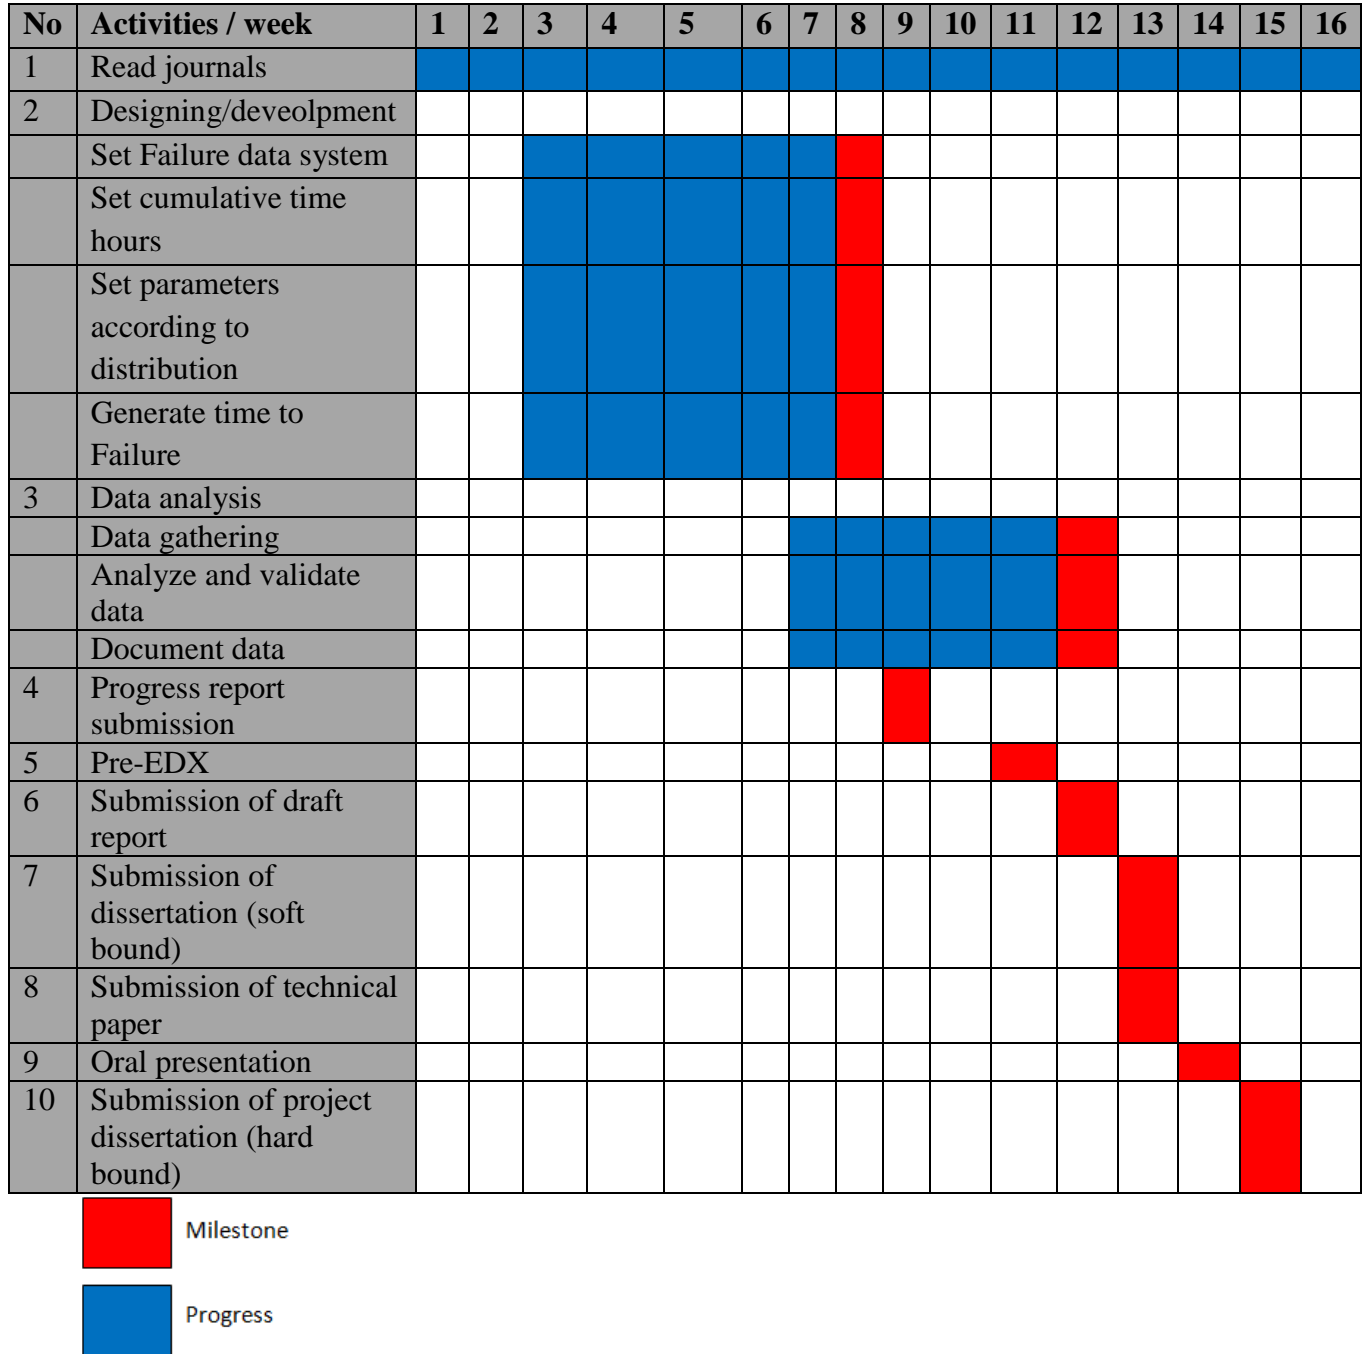 No Activities / week 1 2 3 4 5 6 7 8 9 10 11 12 13 14 15 16
1 Read journals
2 Designing/deveolpment
Set Failure data system
Set cumulative time
hours
Set parameters
according to
distribution
Generate time to
Failure
3 Data analysis
Data gathering
Analyze and validate
data
Document data
4 Progress report
submission
5 Pre-EDX
6 Submission of draft
report
7 Submission of
dissertation (soft
bound)
8 Submission of technical
paper
9 Oral presentation
10 Submission of project
dissertation (hard
bound)
Milestone
Progress